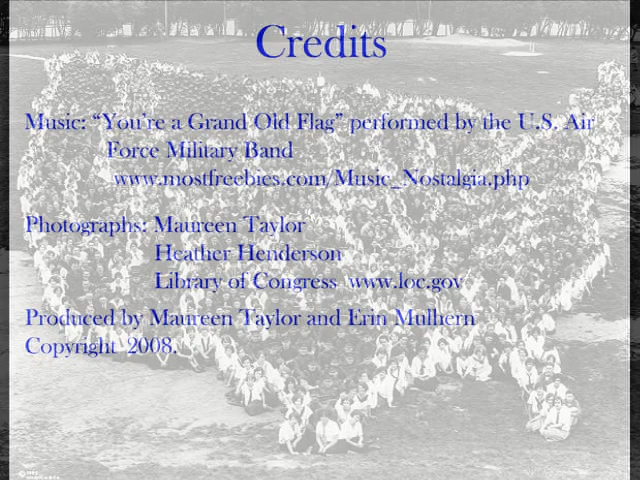 Credits
Music: “You’re a Grand Old Flag” performed by the U.S. Air
Force Military Band
www.mostfreebies.com/Music_Nostalgia.php
Photographs: Maureen Taylor
Heather Henderson
Library of Congress www.loc.gov
Produced by Maureen Taylor and Erin Mulhern
Copyright 2008.